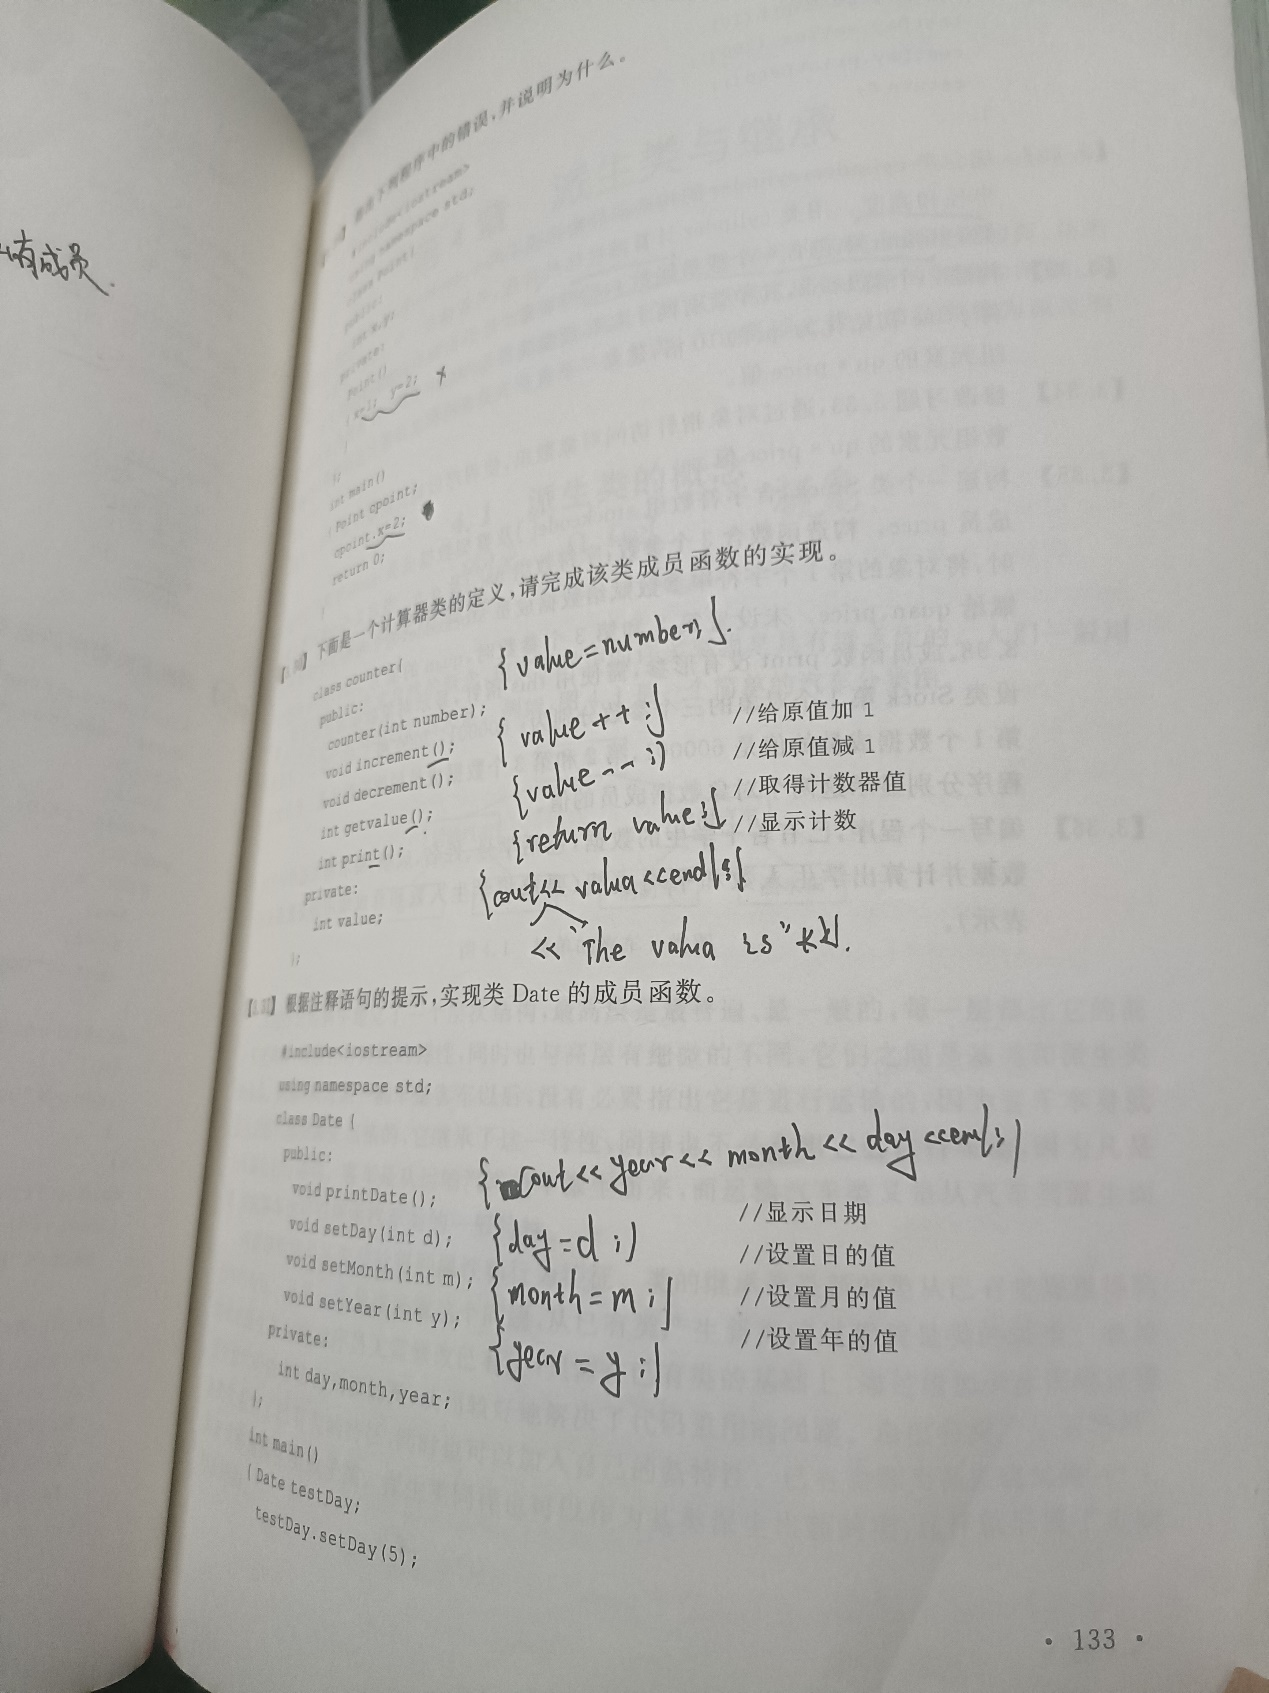 有成员.
指出下列程序中的错误,并说明为什么。
#include<iostream>
using namespace std;
class Point{
public:
int x,y;
private:
Point()
{x=1; y=2; ×
}
};
int main()
{ Point cpoint;
cpoint.x=2;
return 0;
}
下面是一个计算器类的定义,请完成该类成员函数的实现。
class counter{
public:
counter(int number); {value=number;}.
void increment(); {value++;} //给原值加 1
void decrement(); {value--;} //给原值减 1
int getvalue(); {return value;} //取得计数器值
int print(); {cout<<value<<endl;} //显示计数
<<"The value is"<<
private:
int value;
};
根据注释语句的提示,实现类 Date 的成员函数。
#include<iostream>
using namespace std;
class Date {
public:
void printDate(); {cout<<year<<month<<day<<endl;} //显示日期
void setDay(int d); {day=d;} //设置日的值
void setMonth(int m); {month=m;} //设置月的值
void setYear(int y); {year=y;} //设置年的值
private:
int day,month,year;
};
int main()
{ Date testDay;
testDay.setDay(5);
· 133 ·